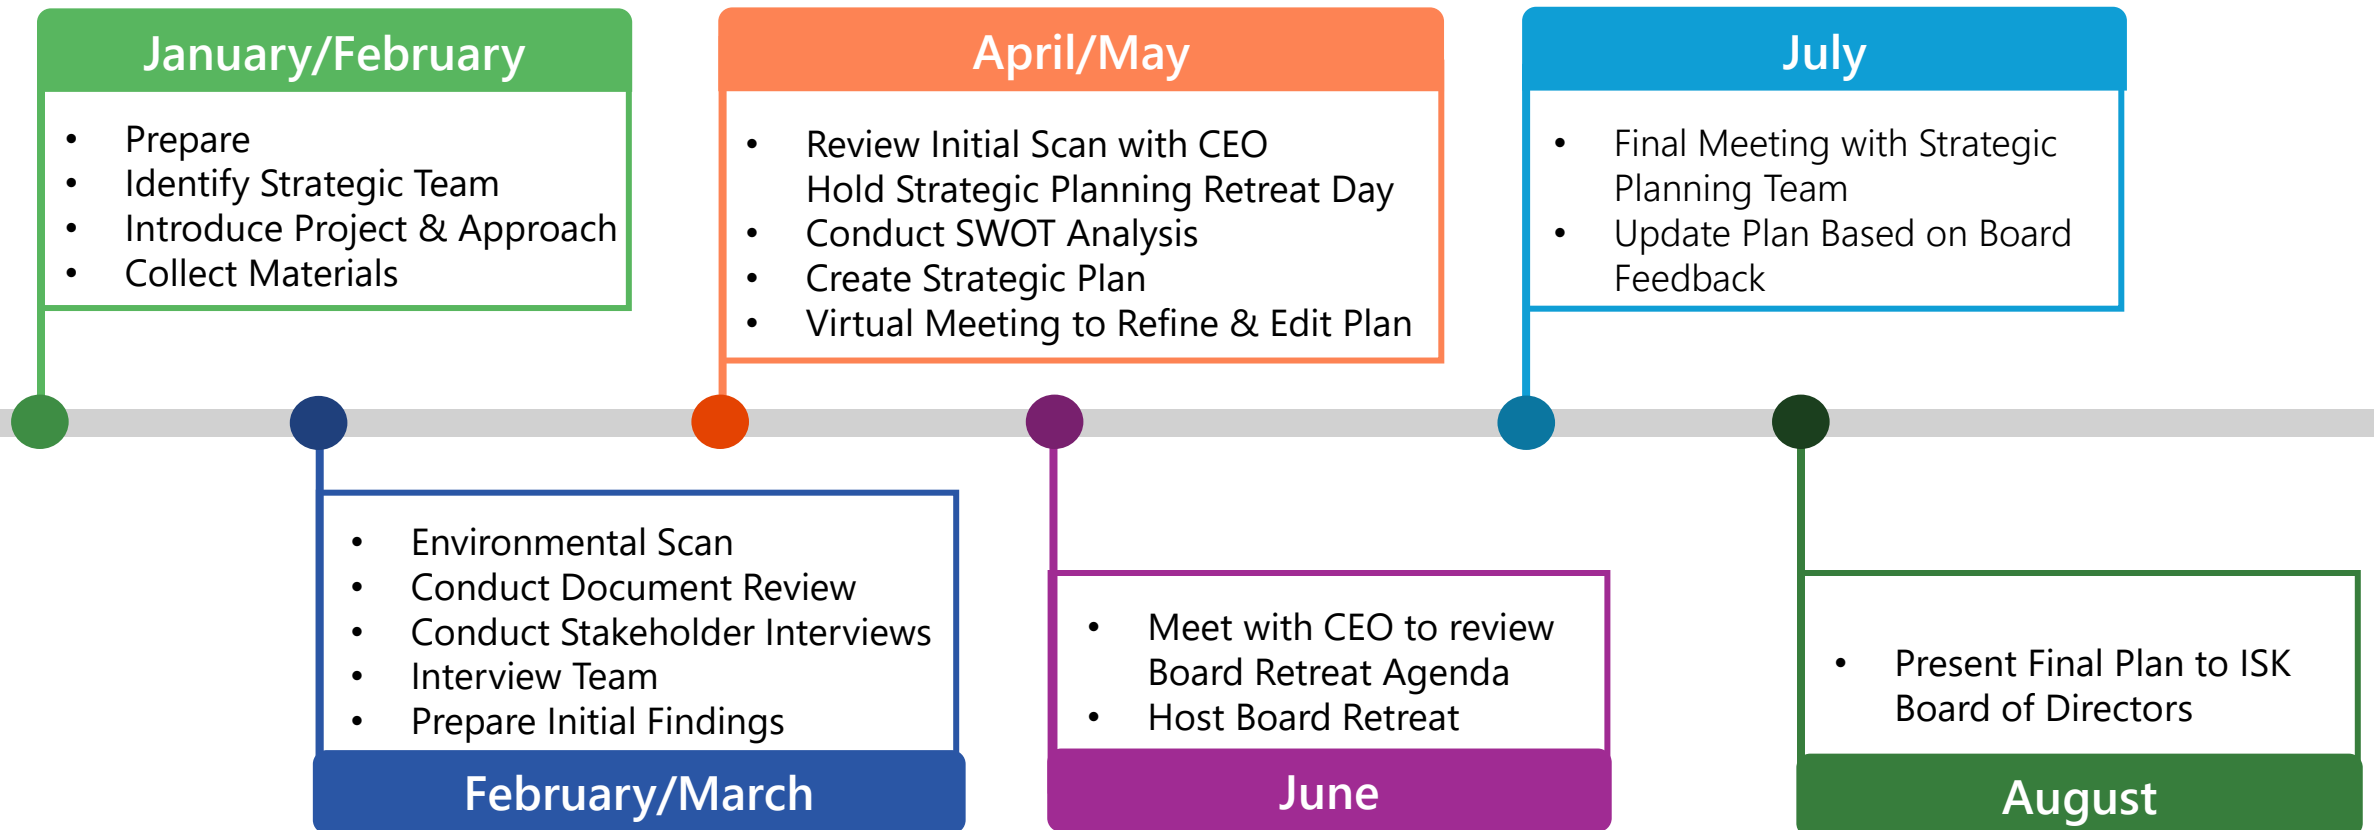 January/February
• Prepare
• Identify Strategic Team
• Introduce Project & Approach
• Collect Materials
February/March
• Environmental Scan
• Conduct Document Review
• Conduct Stakeholder Interviews
• Interview Team
• Prepare Initial Findings
April/May
• Review Initial Scan with CEO
Hold Strategic Planning Retreat Day
• Conduct SWOT Analysis
• Create Strategic Plan
• Virtual Meeting to Refine & Edit Plan
June
• Meet with CEO to review
Board Retreat Agenda
• Host Board Retreat
July
• Final Meeting with Strategic
Planning Team
• Update Plan Based on Board
Feedback
August
• Present Final Plan to ISK
Board of Directors